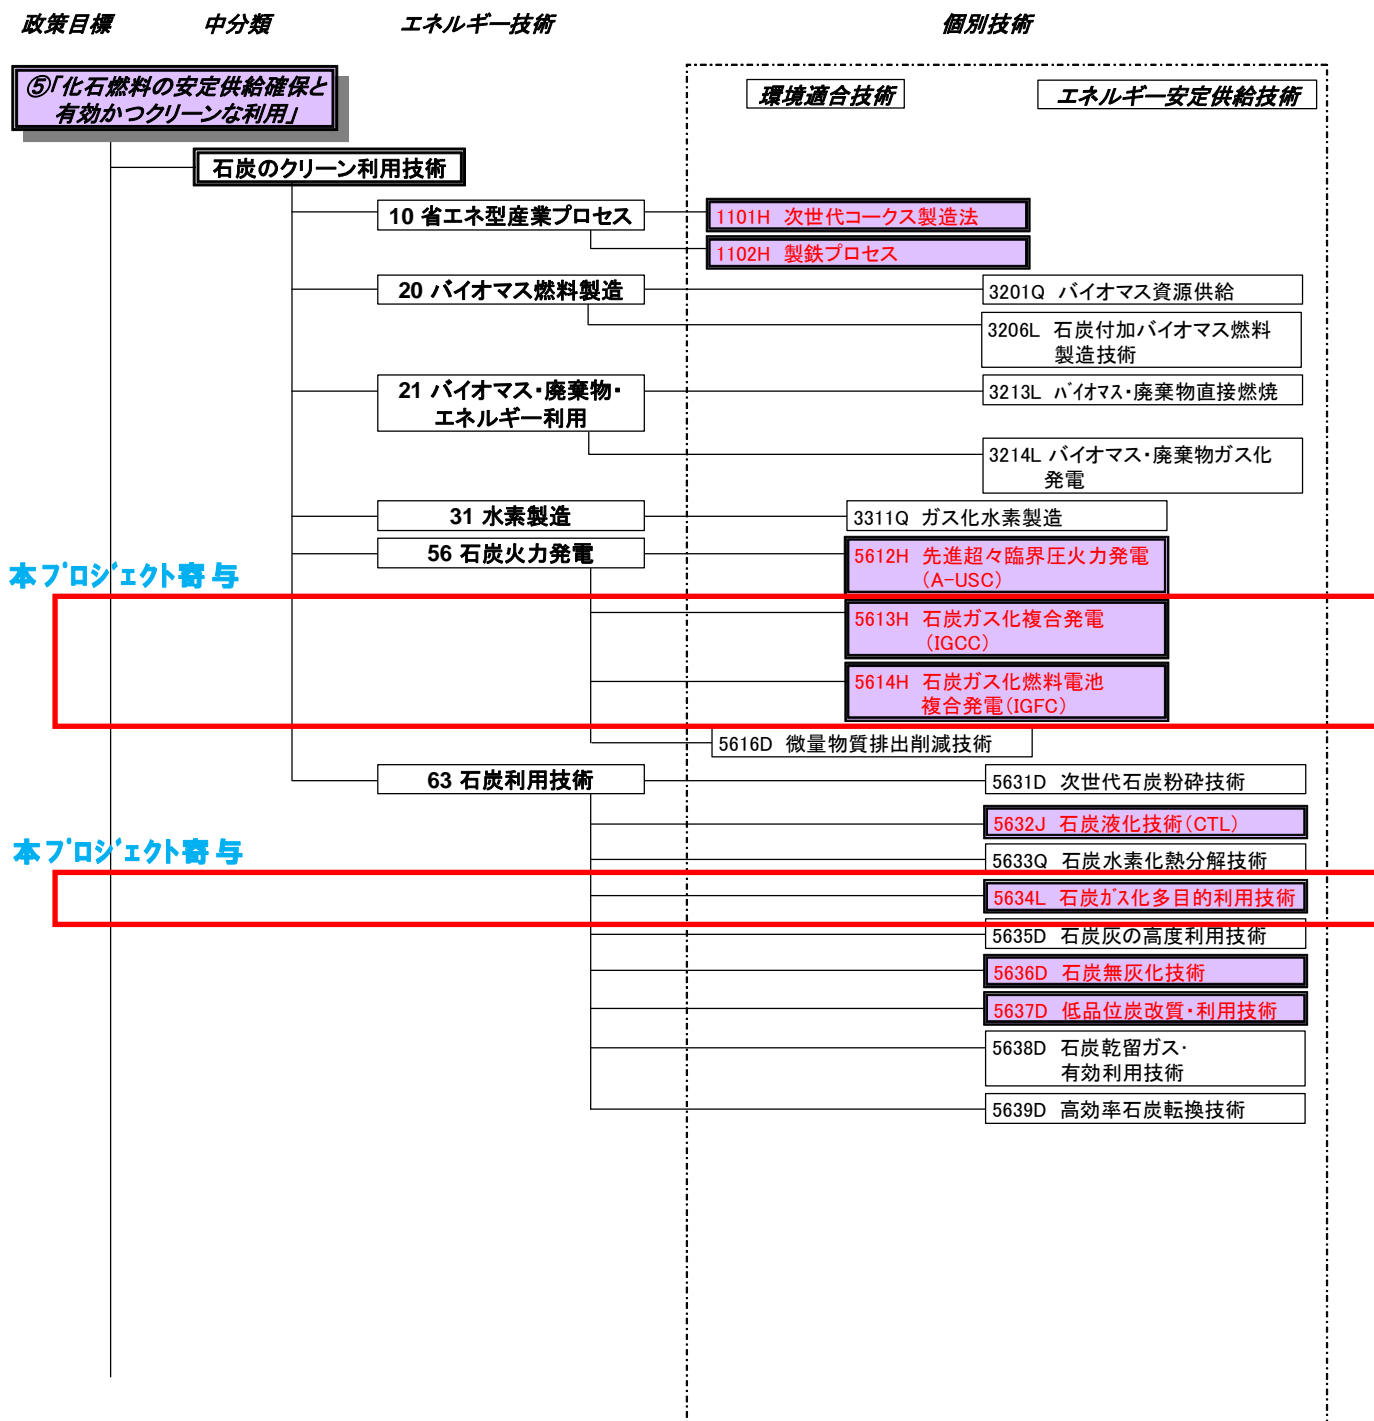 政策目標
中分類
エネルギー技術
個別技術
⑤「化石燃料の安定供給確保と
有効かつクリーンな利用」
環境適合技術
エネルギー安定供給技術
石炭のクリーン利用技術
10 省エネ型産業プロセス
1101H 次世代コークス製造法
1102H 製鉄プロセス
20 バイオマス燃料製造
3201Q バイオマス資源供給
3206L 石炭付加バイオマス燃料
製造技術
21 バイオマス・廃棄物・
エネルギー利用
3213L ﾊﾞｲｵﾏｽ・廃棄物直接燃焼
3214L バイオマス・廃棄物ガス化
発電
31 水素製造
3311Q ガス化水素製造
56 石炭火力発電
5612H 先進超々臨界圧火力発電
(A-USC)
本ﾌﾟﾛｼﾞｪｸﾄ寄与
5613H 石炭ガス化複合発電
(IGCC)
5614H 石炭ガス化燃料電池
複合発電(IGFC)
5616D 微量物質排出削減技術
63 石炭利用技術
5631D 次世代石炭粉砕技術
5632J 石炭液化技術(CTL)
本ﾌﾟﾛｼﾞｪｸﾄ寄与
5633Q 石炭水素化熱分解技術
5634L 石炭ｶﾞｽ化多目的利用技術
5635D 石炭灰の高度利用技術
5636D 石炭無灰化技術
5637D 低品位炭改質・利用技術
5638D 石炭乾留ガス・
有効利用技術
5639D 高効率石炭転換技術